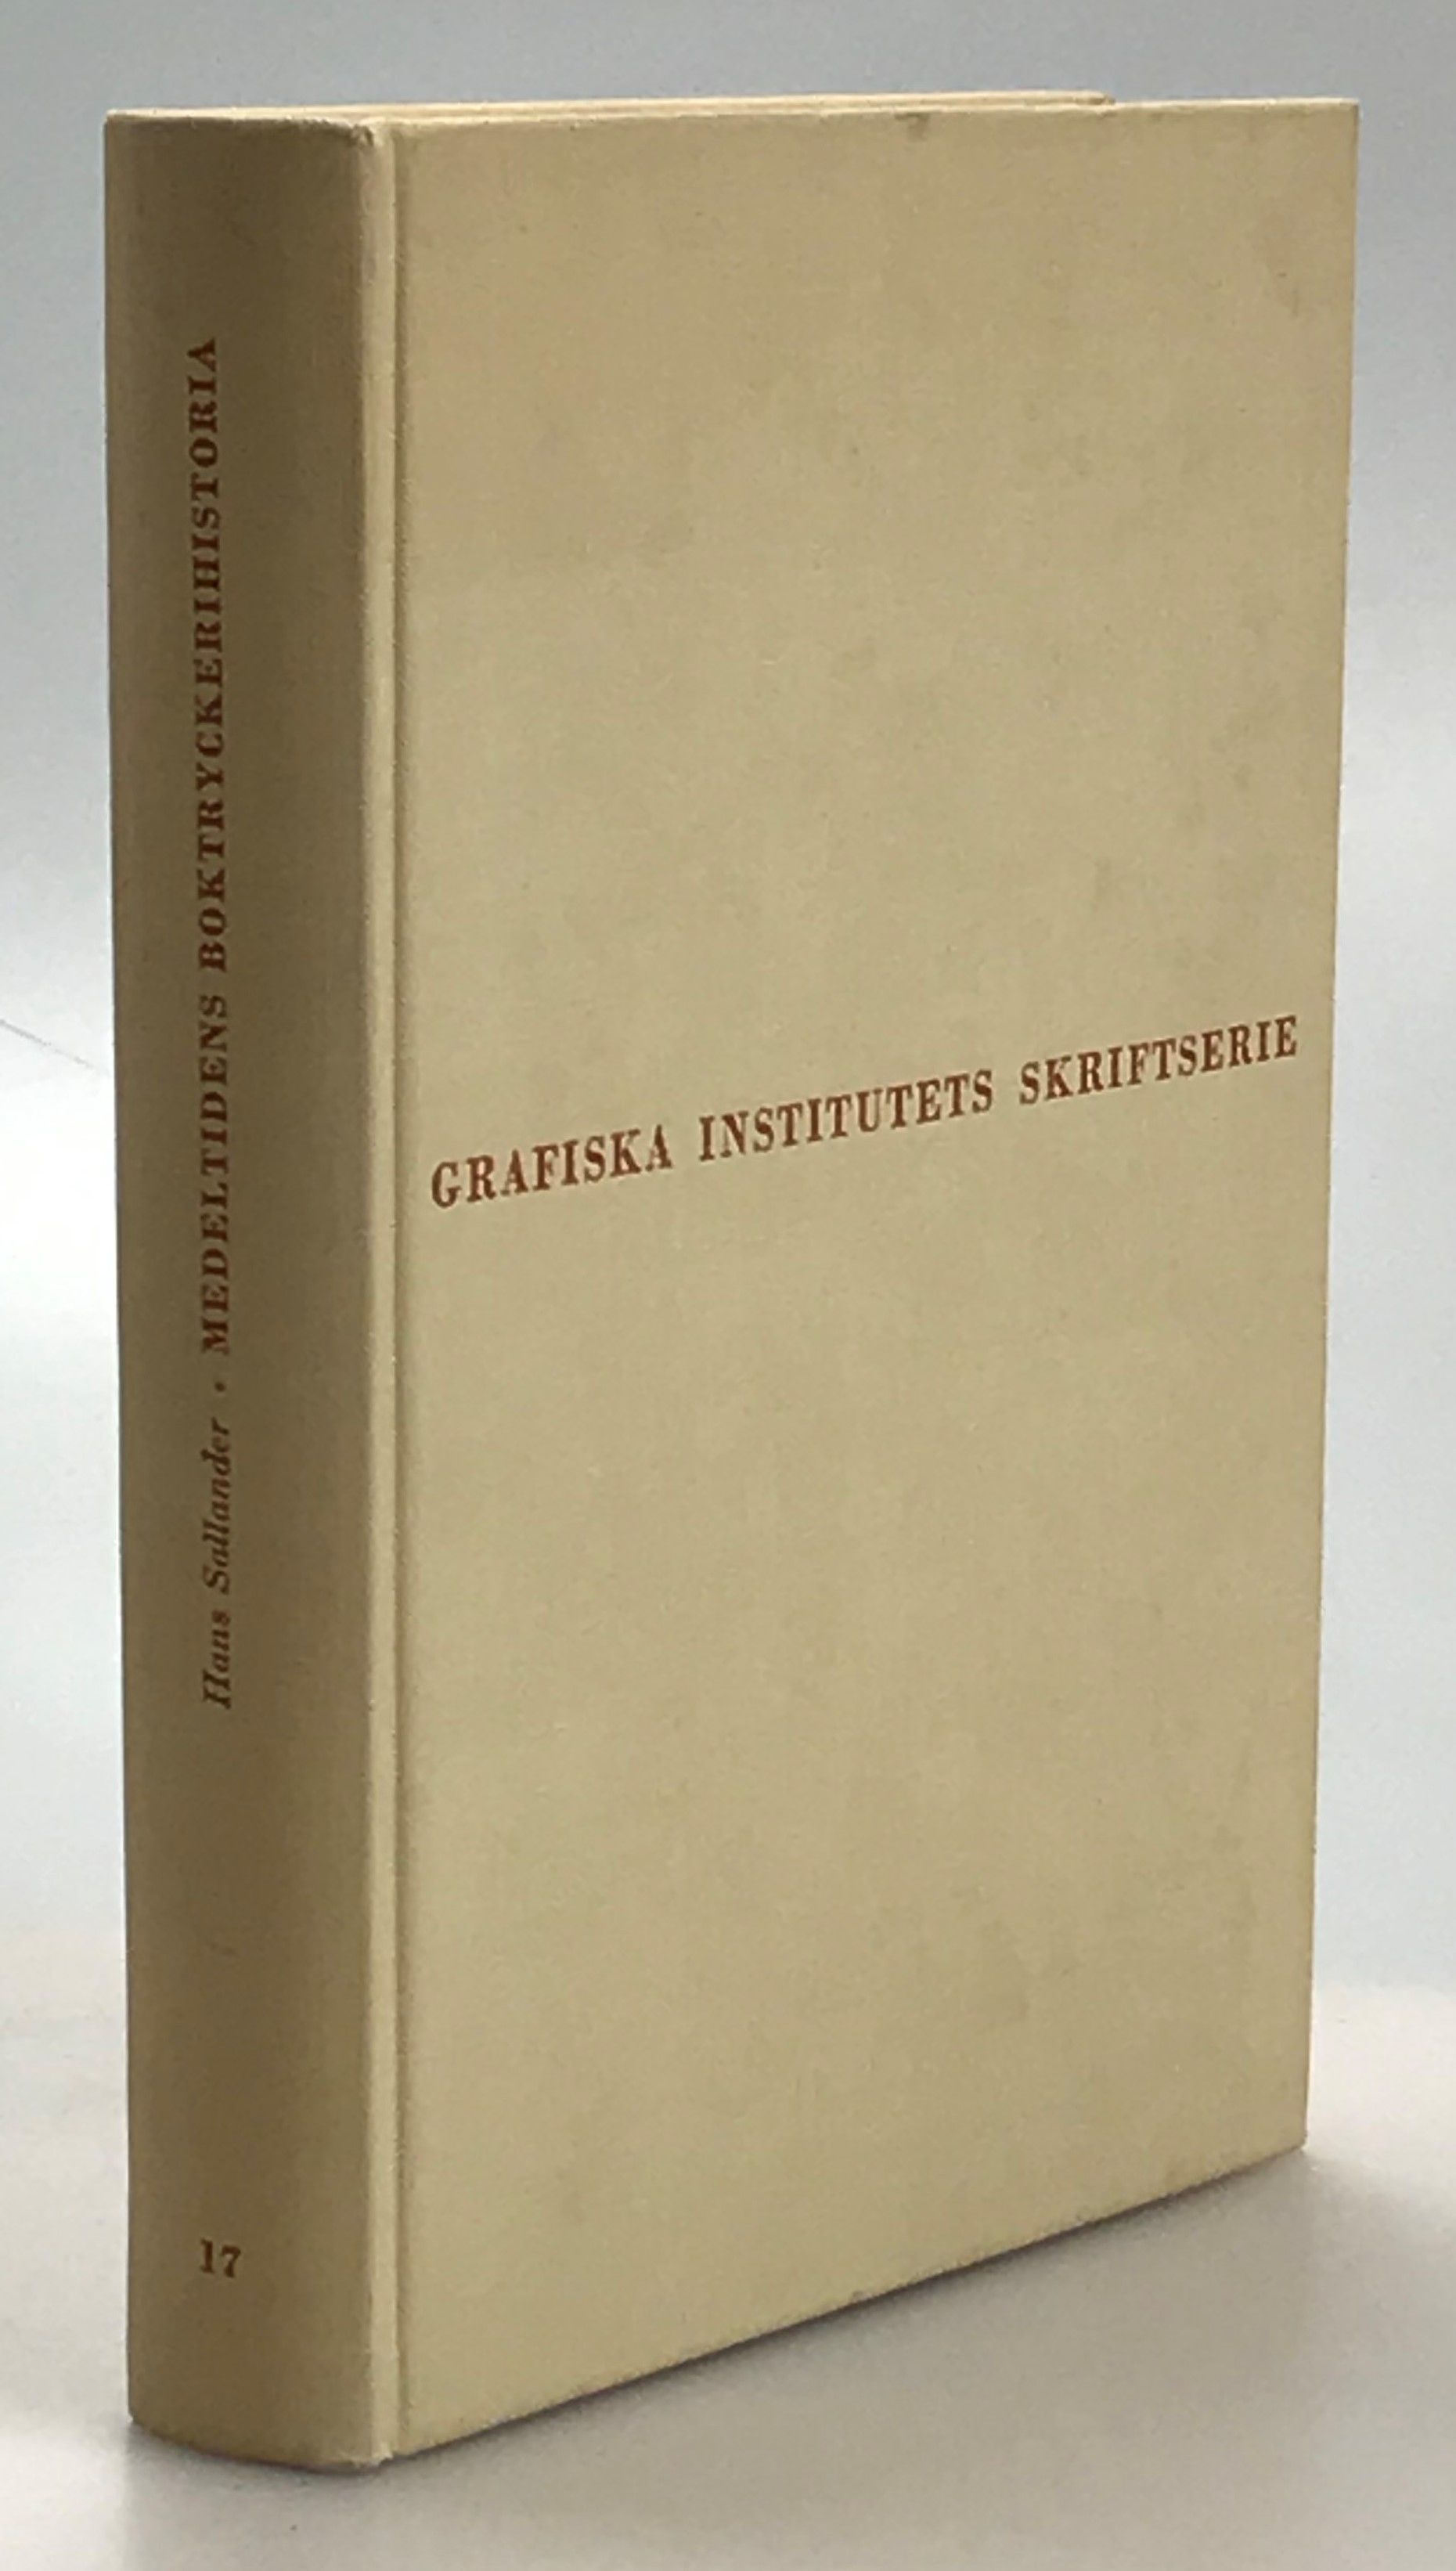 Hans Sallander • MEDELTIDENS BOKTRYCKERIHISTORIA
17
GRAFISKA INSTITUTETS SKRIFTSERIE